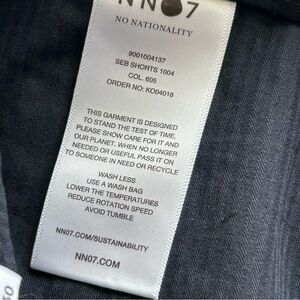 NN07
NO NATIONALITY
9001004137
SEB SHORTS 1004
COL. 605
ORDER NO: KO04018
THIS GARMENT IS DESIGNED
TO STAND THE TEST OF TIME.
PLEASE SHOW CARE FOR IT AND
OUR PLANET. WHEN NO LONGER
NEEDED OR USEFUL PASS IT ON
TO SOMEONE IN NEED OR RECYCLE
WASH LESS
USE A WASH BAG
LOWER THE TEMPERATURES
REDUCE ROTATION SPEED
AVOID TUMBLE
NN07.COM/SUSTAINABILITY
NN07.COM